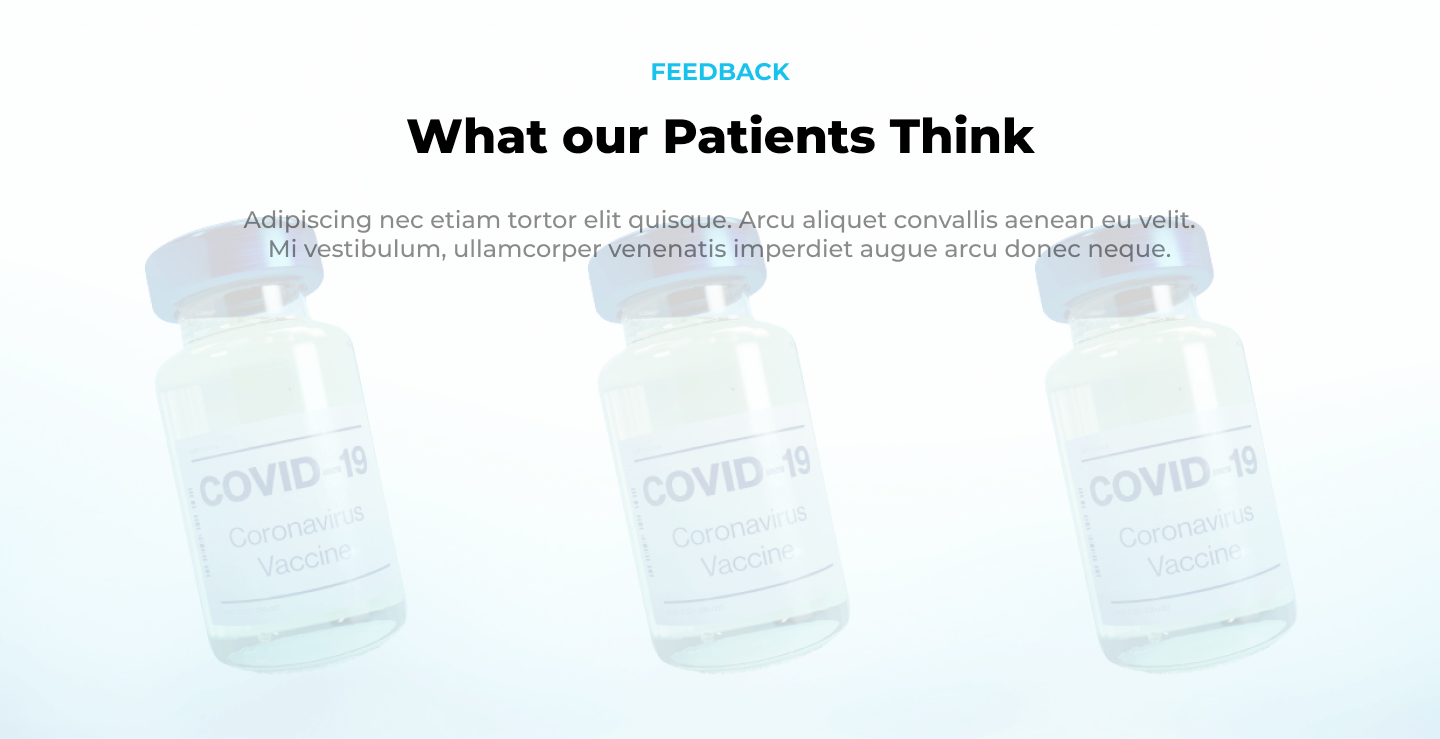 FEEDBACK
What our Patients Think
Adipiscing nec etiam tortor elit quisque. Arcu aliquet convallis aenean eu velit.
Mi vestibulum, ullamcorper venenatis imperdiet augue arcu donec neque.
COVID-19
Coronavirus
Vaccine
COVID-19
Coronavirus
Vaccine
COVID-19
Coronavirus
Vaccine